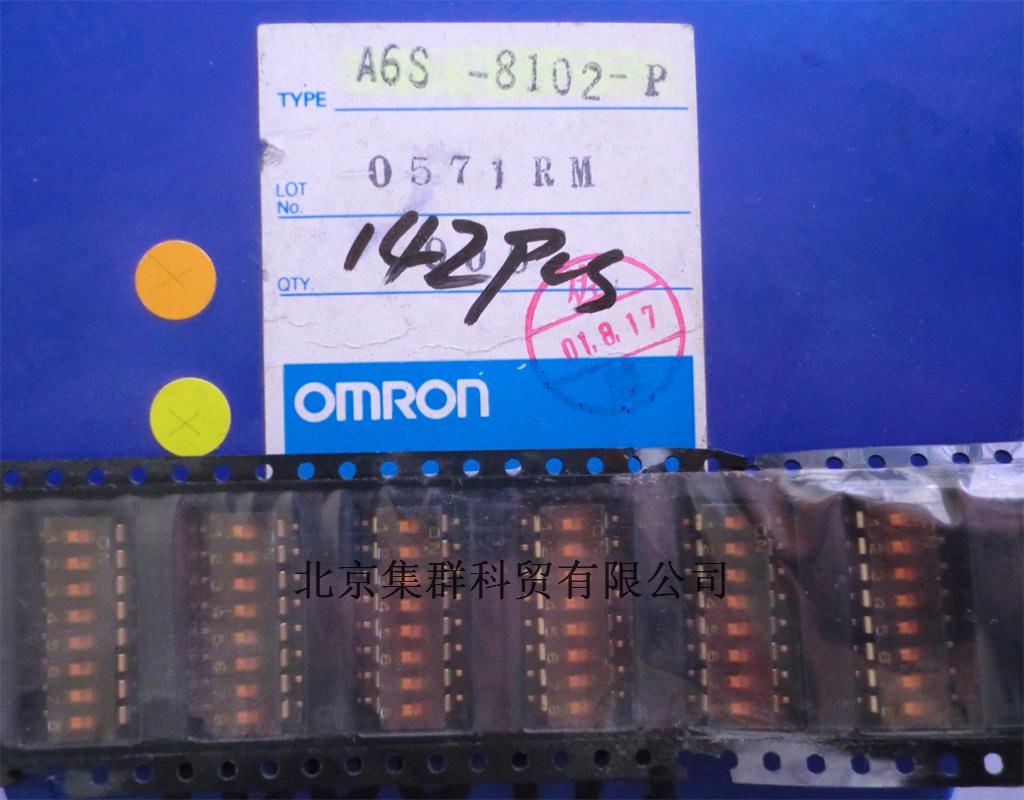 A6S -8102-P
TYPE
0571RM
LOT
No.
142pcs
QTY.
01.8.17
OMRON
北京集群科贸有限公司